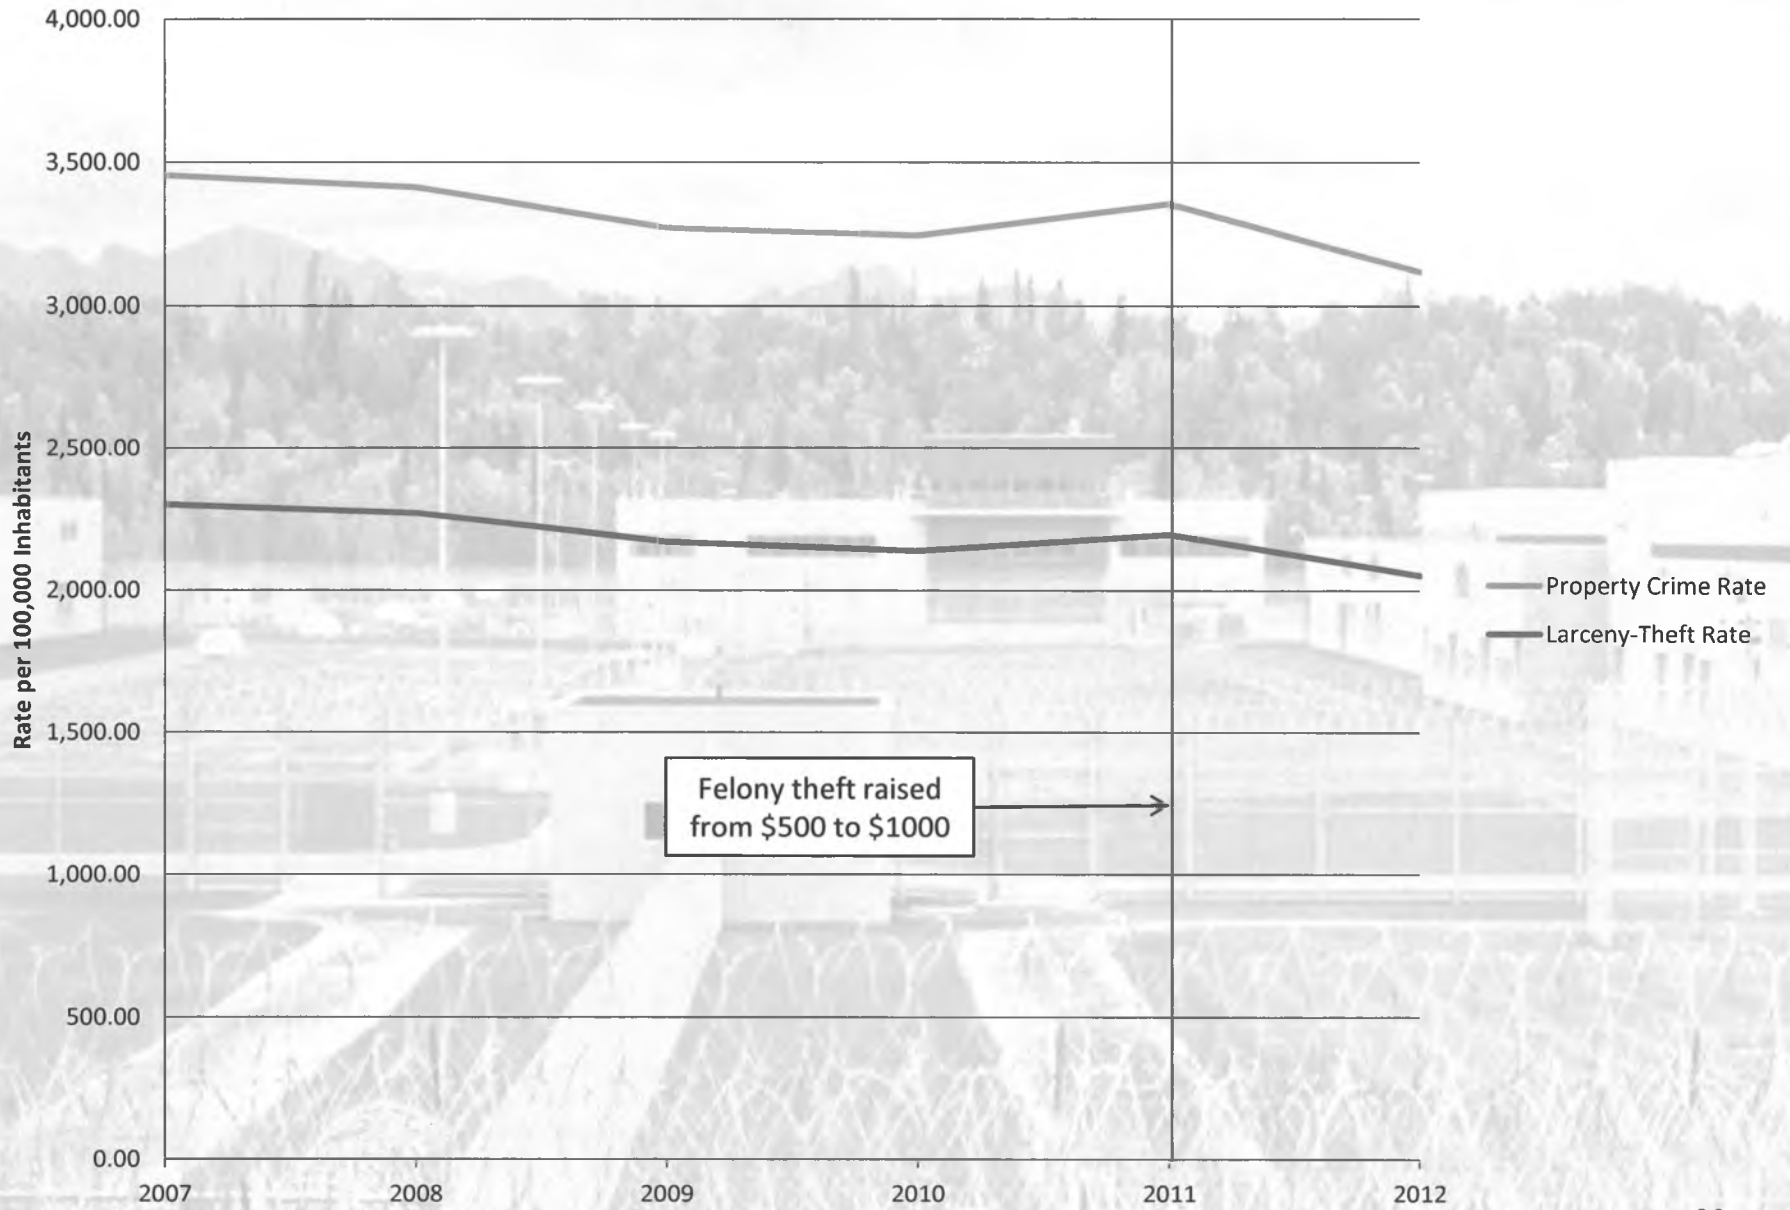 4,000.00
3,500.00
3,000.00
2,500.00
2,000.00
1,500.00
1,000.00
500.00
0.00
Rate per 100,000 Inhabitants
2007 2008 2009 2010 2011 2012
Felony theft raised
from $500 to $1000
Property Crime Rate
Larceny-Theft Rate